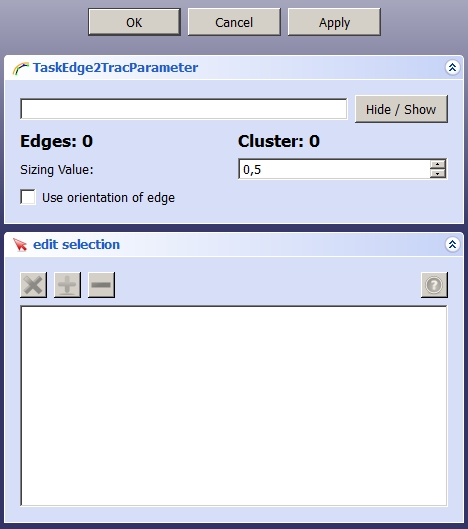 OK Cancel Apply
TaskEdge2TracParameter
Hide / Show
Edges: 0 Cluster: 0
Sizing Value: 0,5
Use orientation of edge
edit selection
?